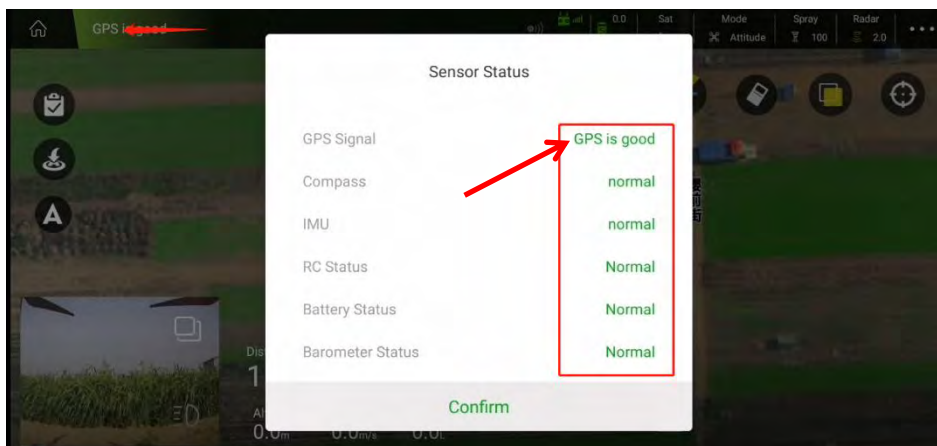 GPS is good
0.0 Sat Mode Spray Radar
Attitude 100 2.0
Sensor Status
GPS Signal GPS is good
Compass normal
IMU normal
RC Status Normal
A
Battery Status Normal
Barometer Status Normal
Confirm
0.0m 0.0m/s 0.0L